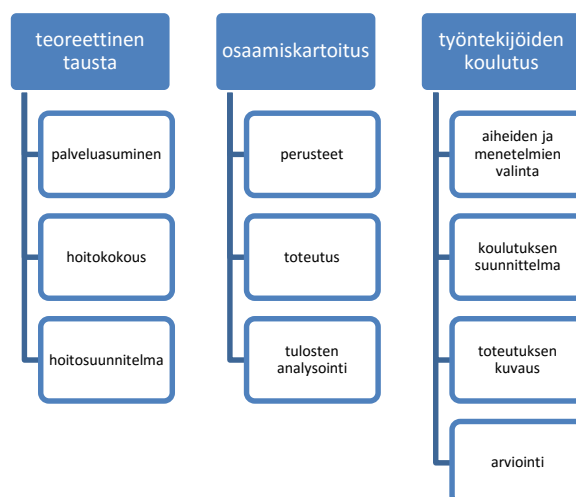 teoreettinen
tausta
palveluasuminen
hoitokokous
hoitosuunnitelma
osaamiskartoitus
perusteet
toteutus
tulosten
analysointi
työntekijöiden
koulutus
aiheiden ja
menetelmien
valinta
koulutuksen
suunnittelma
toteutuksen
kuvaus
arviointi